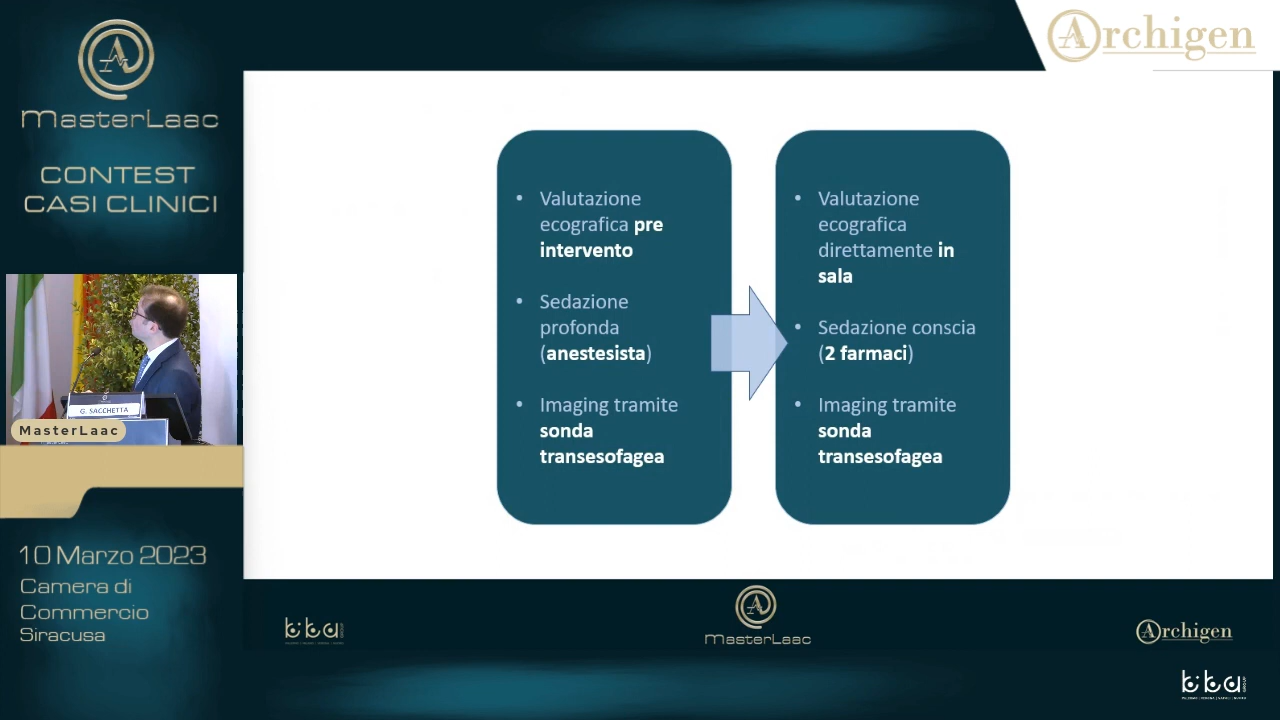 MasterLaac
CONTEST
CASI CLINICI
Archigen
• Valutazione
ecografica pre
intervento
• Sedazione
profonda
(anestesista)
• Imaging tramite
sonda
transesofagea
• Valutazione
ecografica
direttamente in
sala
• Sedazione conscia
(2 farmaci)
• Imaging tramite
sonda
transesofagea
G. SACCHETTA
MasterLaac
10 Marzo 2023
Camera di
Commercio
Siracusa
bba
MasterLaac
Archigen
bba